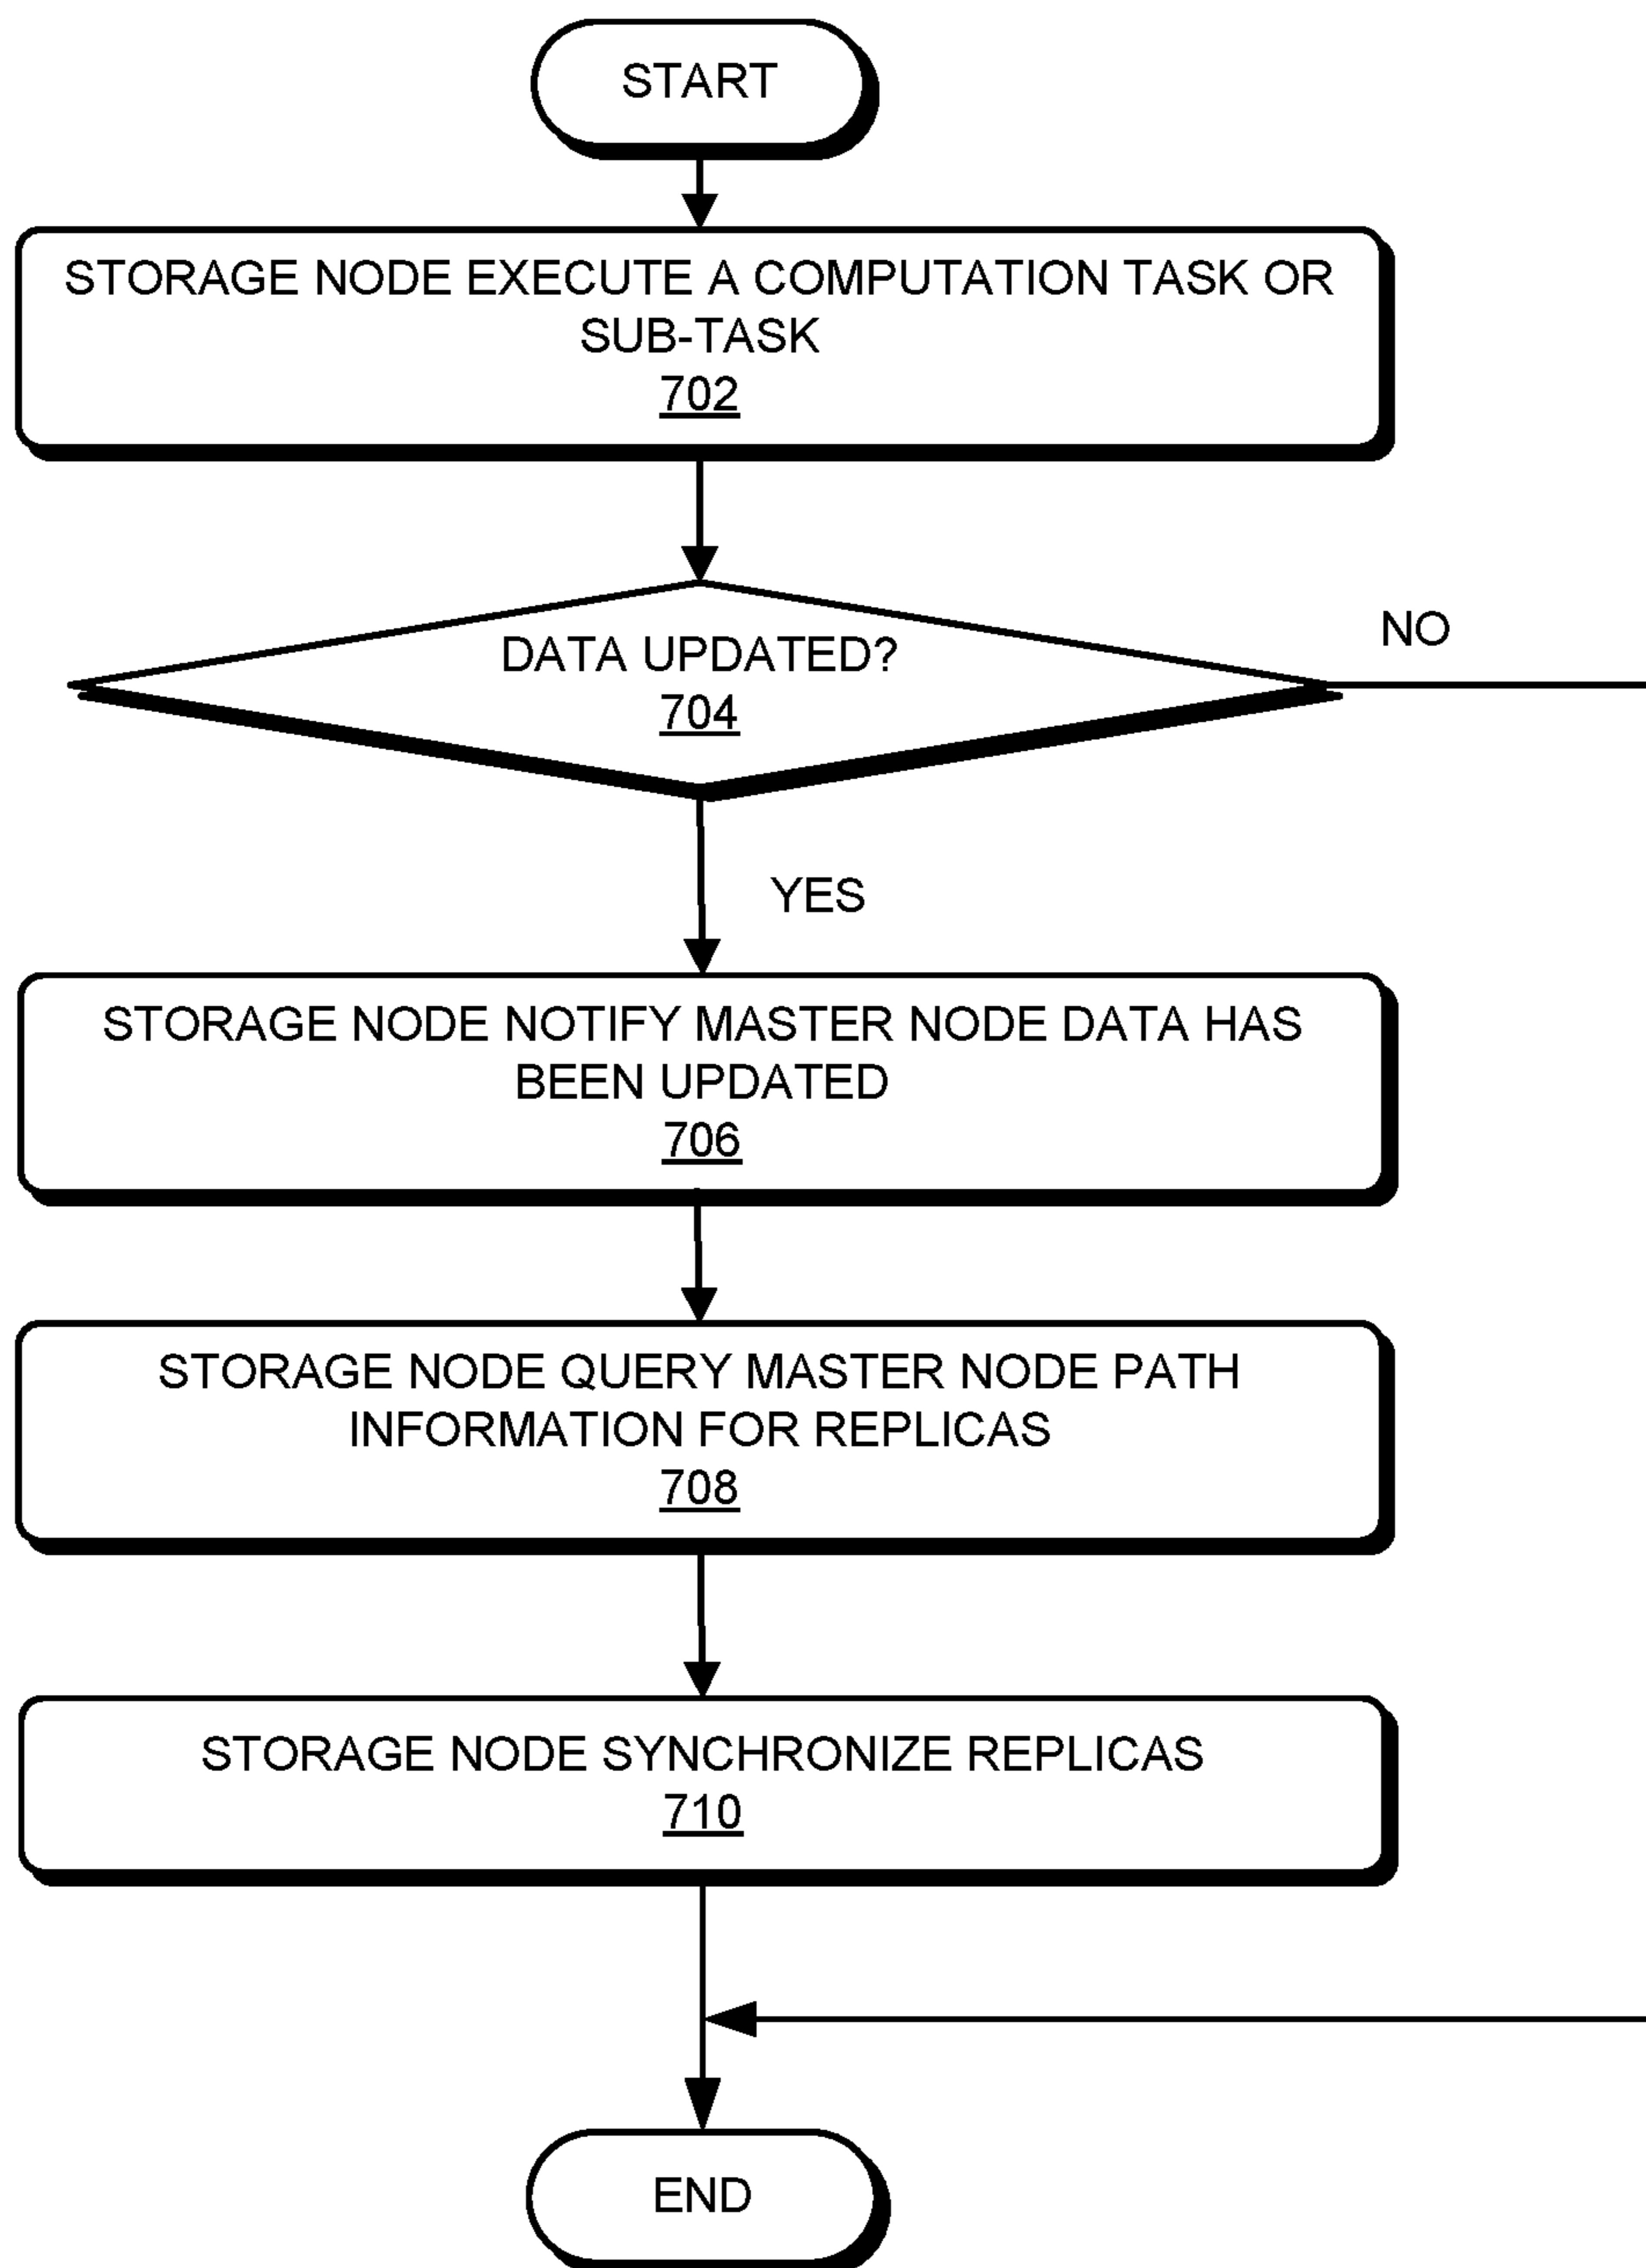 START
STORAGE NODE EXECUTE A COMPUTATION TASK OR
SUB-TASK
702
DATA UPDATED?
704
NO
YES
STORAGE NODE NOTIFY MASTER NODE DATA HAS
BEEN UPDATED
706
STORAGE NODE QUERY MASTER NODE PATH
INFORMATION FOR REPLICAS
708
STORAGE NODE SYNCHRONIZE REPLICAS
710
END